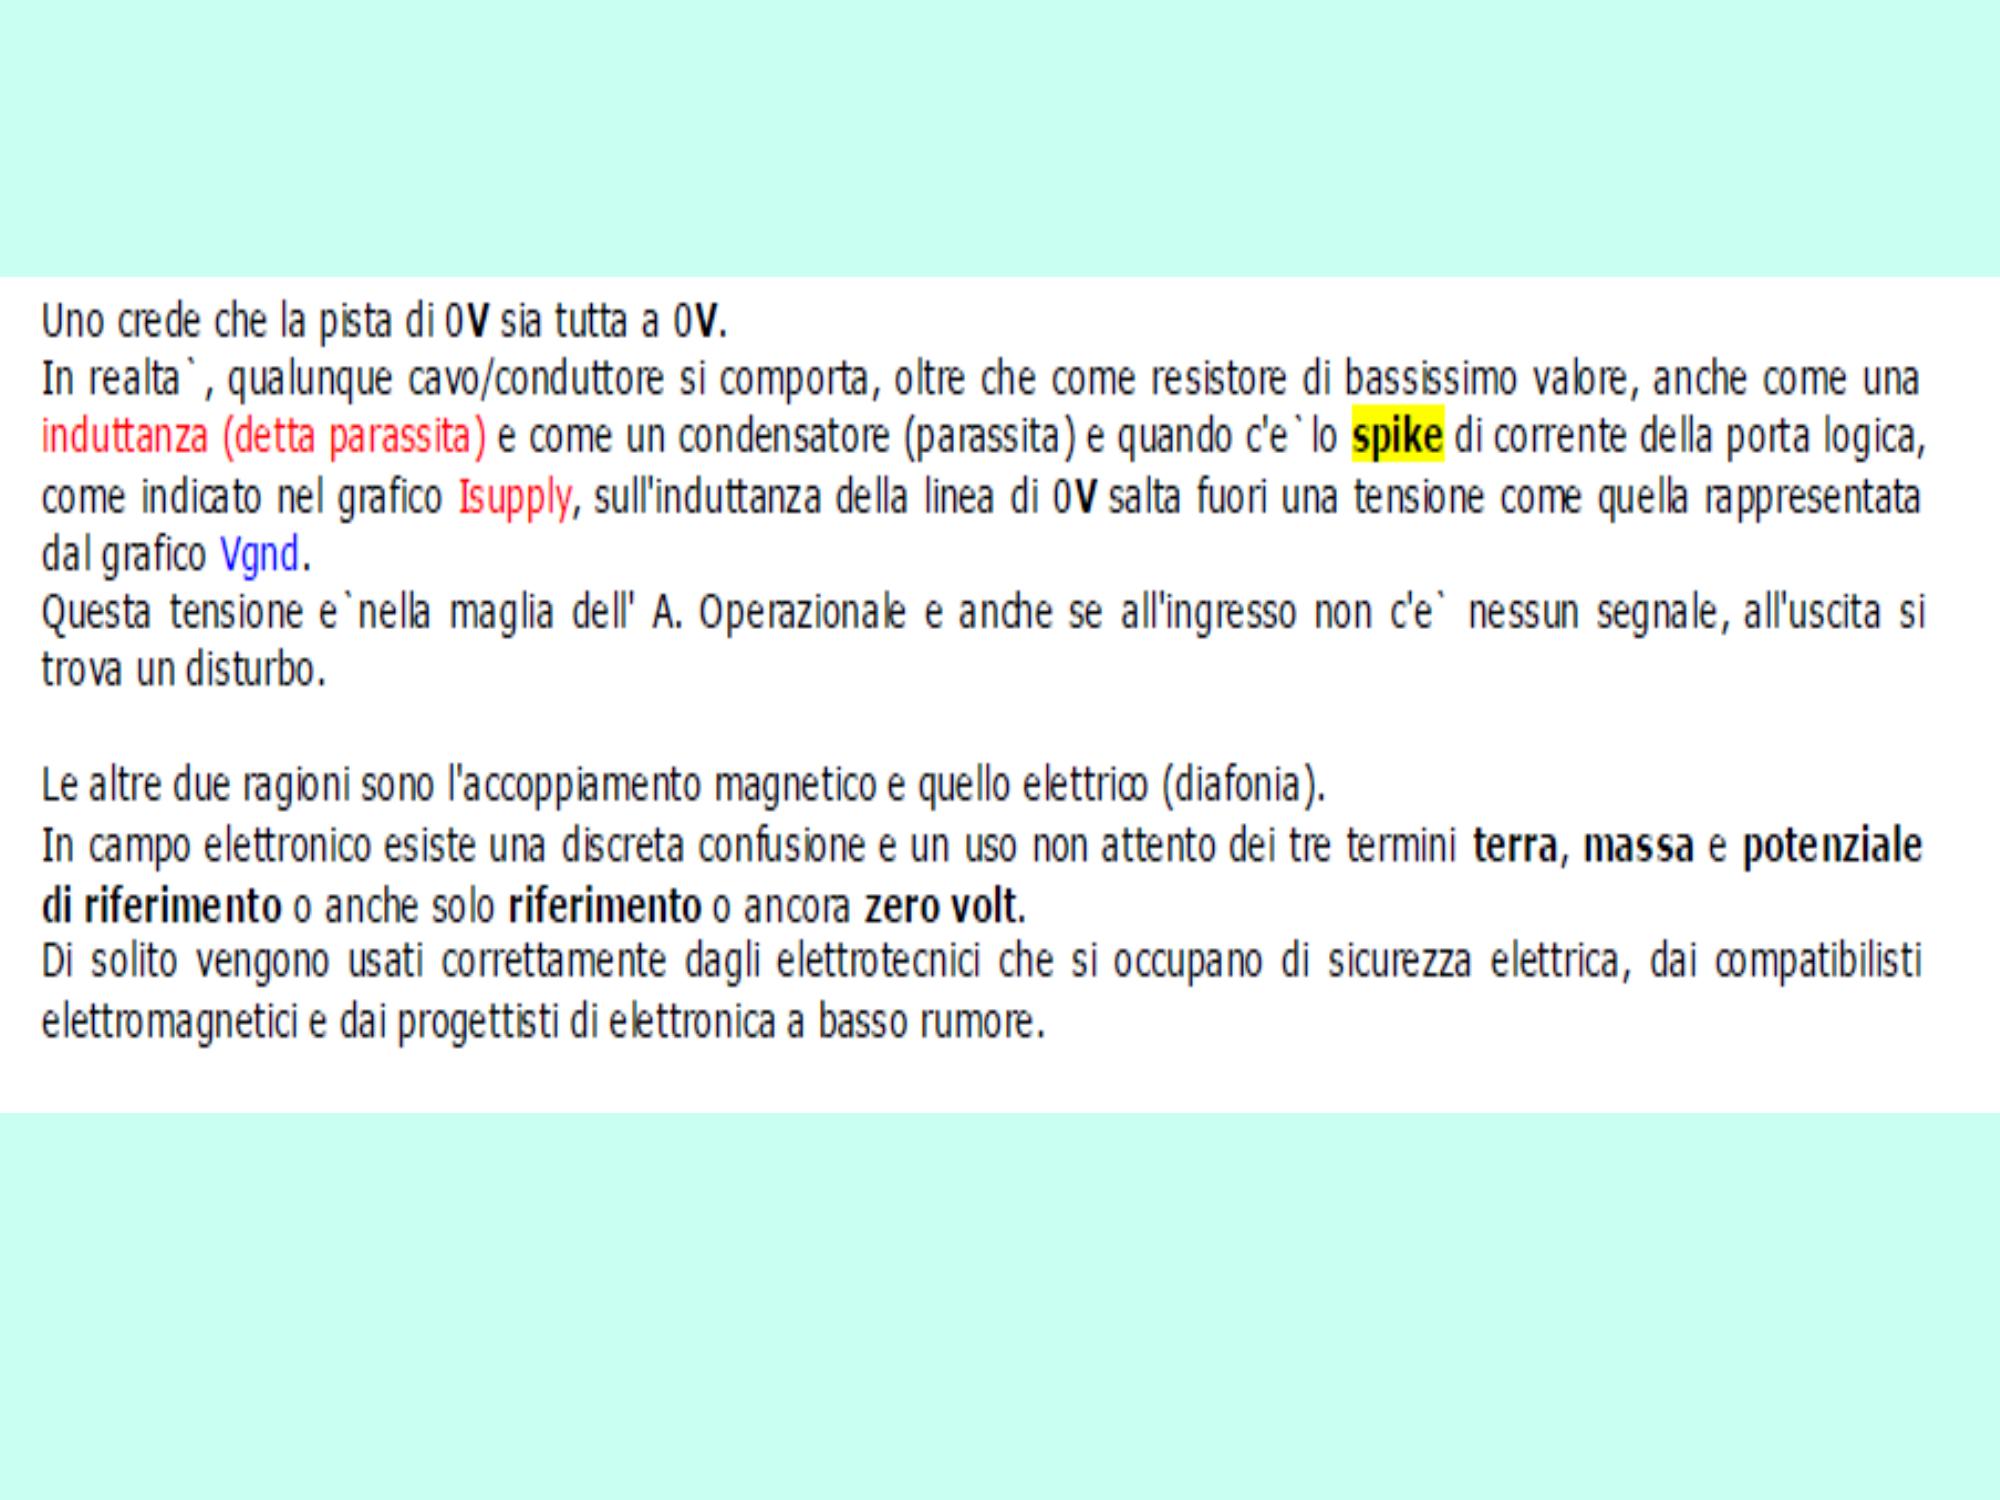 Uno crede che la pista di 0V sia tutta a 0V.
In realta`, qualunque cavo/conduttore si comporta, oltre che come resistore di bassissimo valore, anche come una
induttanza (detta parassita) e come un condensatore (parassita) e quando c'e` lo spike di corrente della porta logica,
come indicato nel grafico Isupply, sull'induttanza della linea di 0V salta fuori una tensione come quella rappresentata
dal grafico Vgnd.
Questa tensione e` nella maglia dell' A. Operazionale e anche se all'ingresso non c'e` nessun segnale, all'uscita si
trova un disturbo.
Le altre due ragioni sono l'accoppiamento magnetico e quello elettrico (diafonia).
In campo elettronico esiste una discreta confusione e un uso non attento dei tre termini terra, massa e potenziale
di riferimento o anche solo riferimento o ancora zero volt.
Di solito vengono usati correttamente dagli elettrotecnici che si occupano di sicurezza elettrica, dai compatibilisti
elettromagnetici e dai progettisti di elettronica a basso rumore.